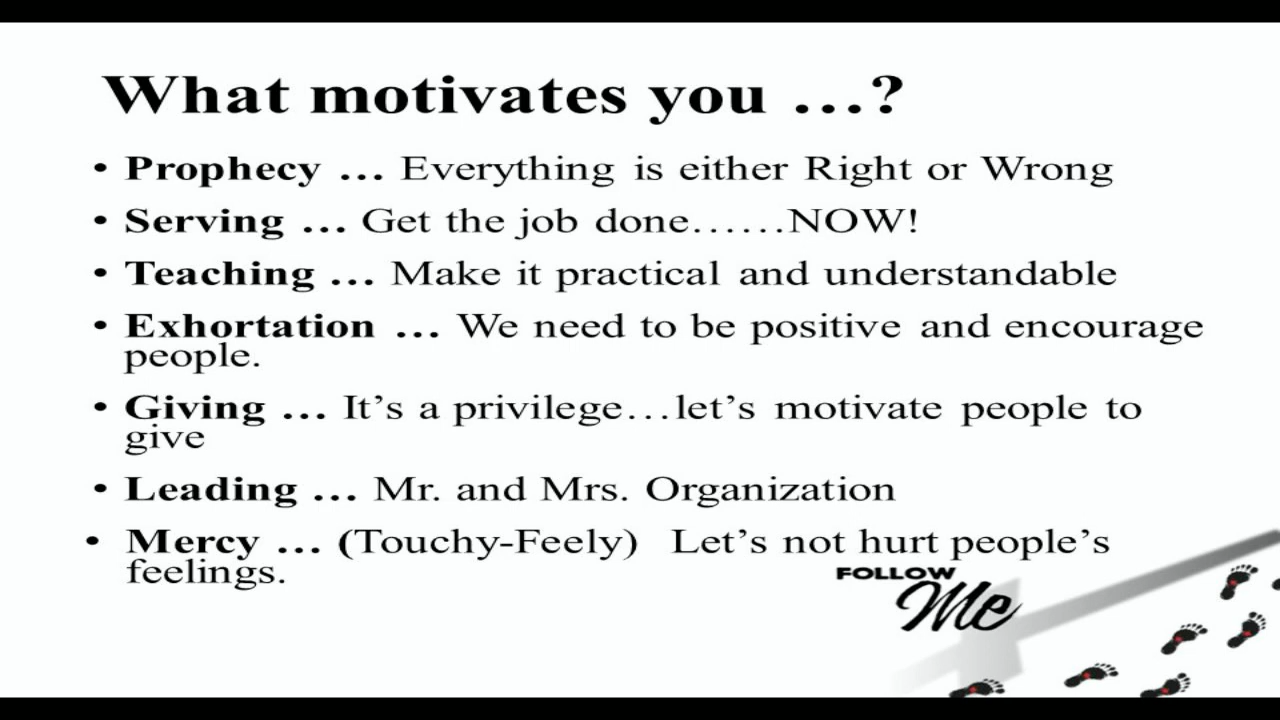 What motivates you …?
• Prophecy … Everything is either Right or Wrong
• Serving … Get the job done……NOW!
• Teaching … Make it practical and understandable
• Exhortation … We need to be positive and encourage
people.
• Giving … It’s a privilege…let’s motivate people to
give
• Leading … Mr. and Mrs. Organization
• Mercy … (Touchy-Feely) Let’s not hurt people’s
feelings.
FOLLOW
Me